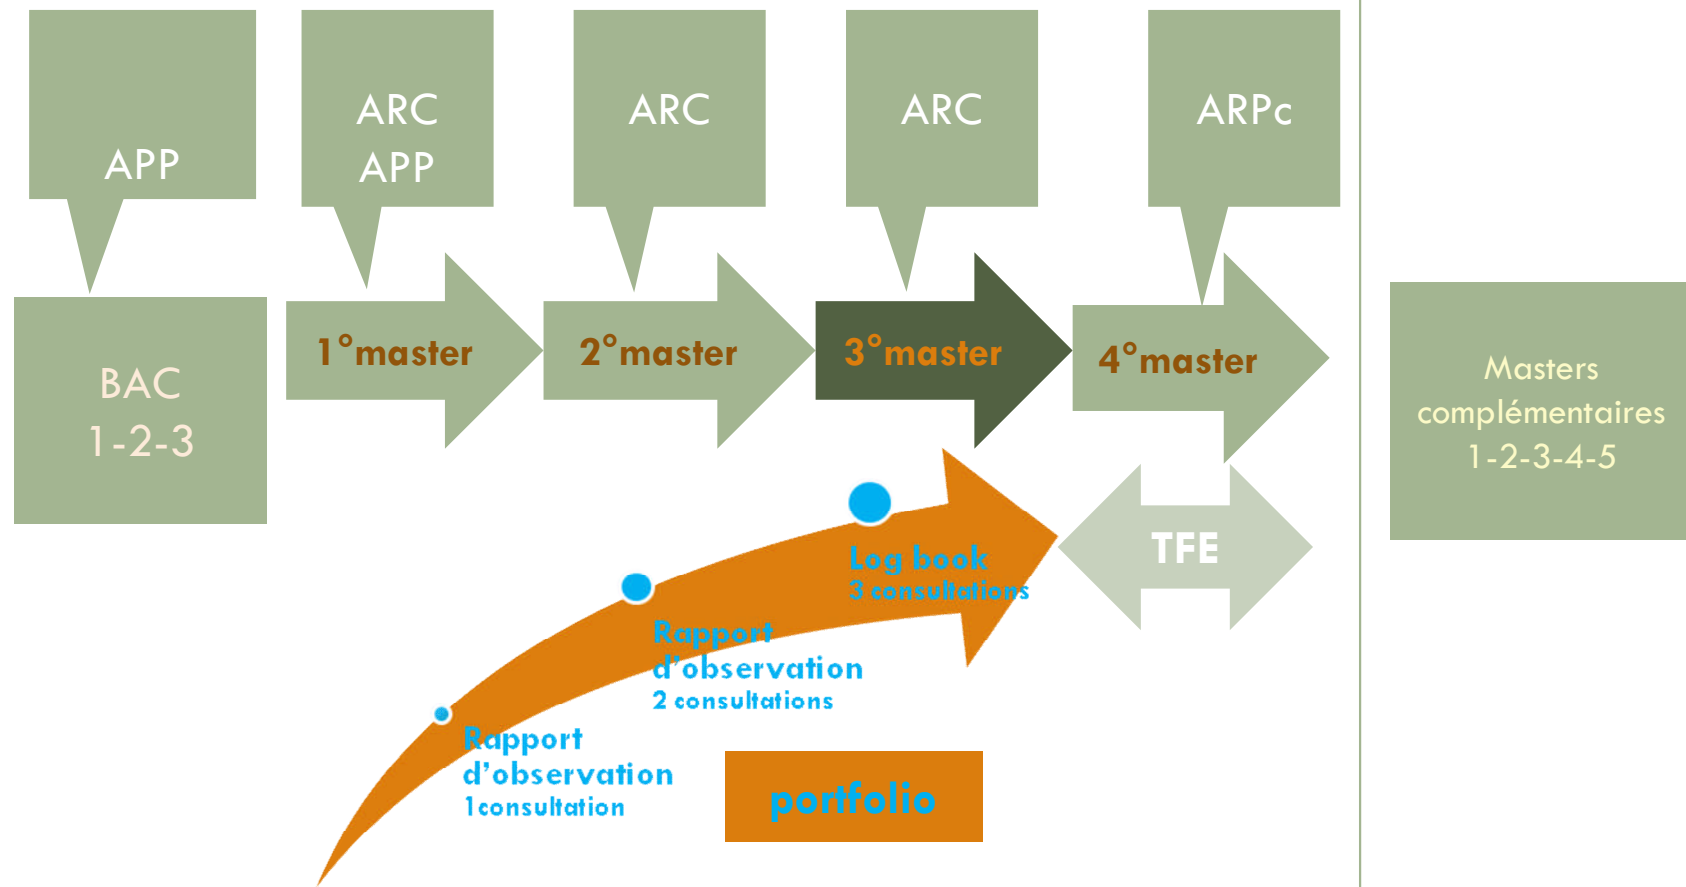 APP
ARC
APP
ARC
ARC
ARPc
BAC
1-2-3
1°master
2°master
3°master
4°master
Masters
complémentaires
1-2-3-4-5
TFE
Log book
3 consultations
Rapport
d'observation
2 consultations
Rapport
d'observation
1consultation
portfolio